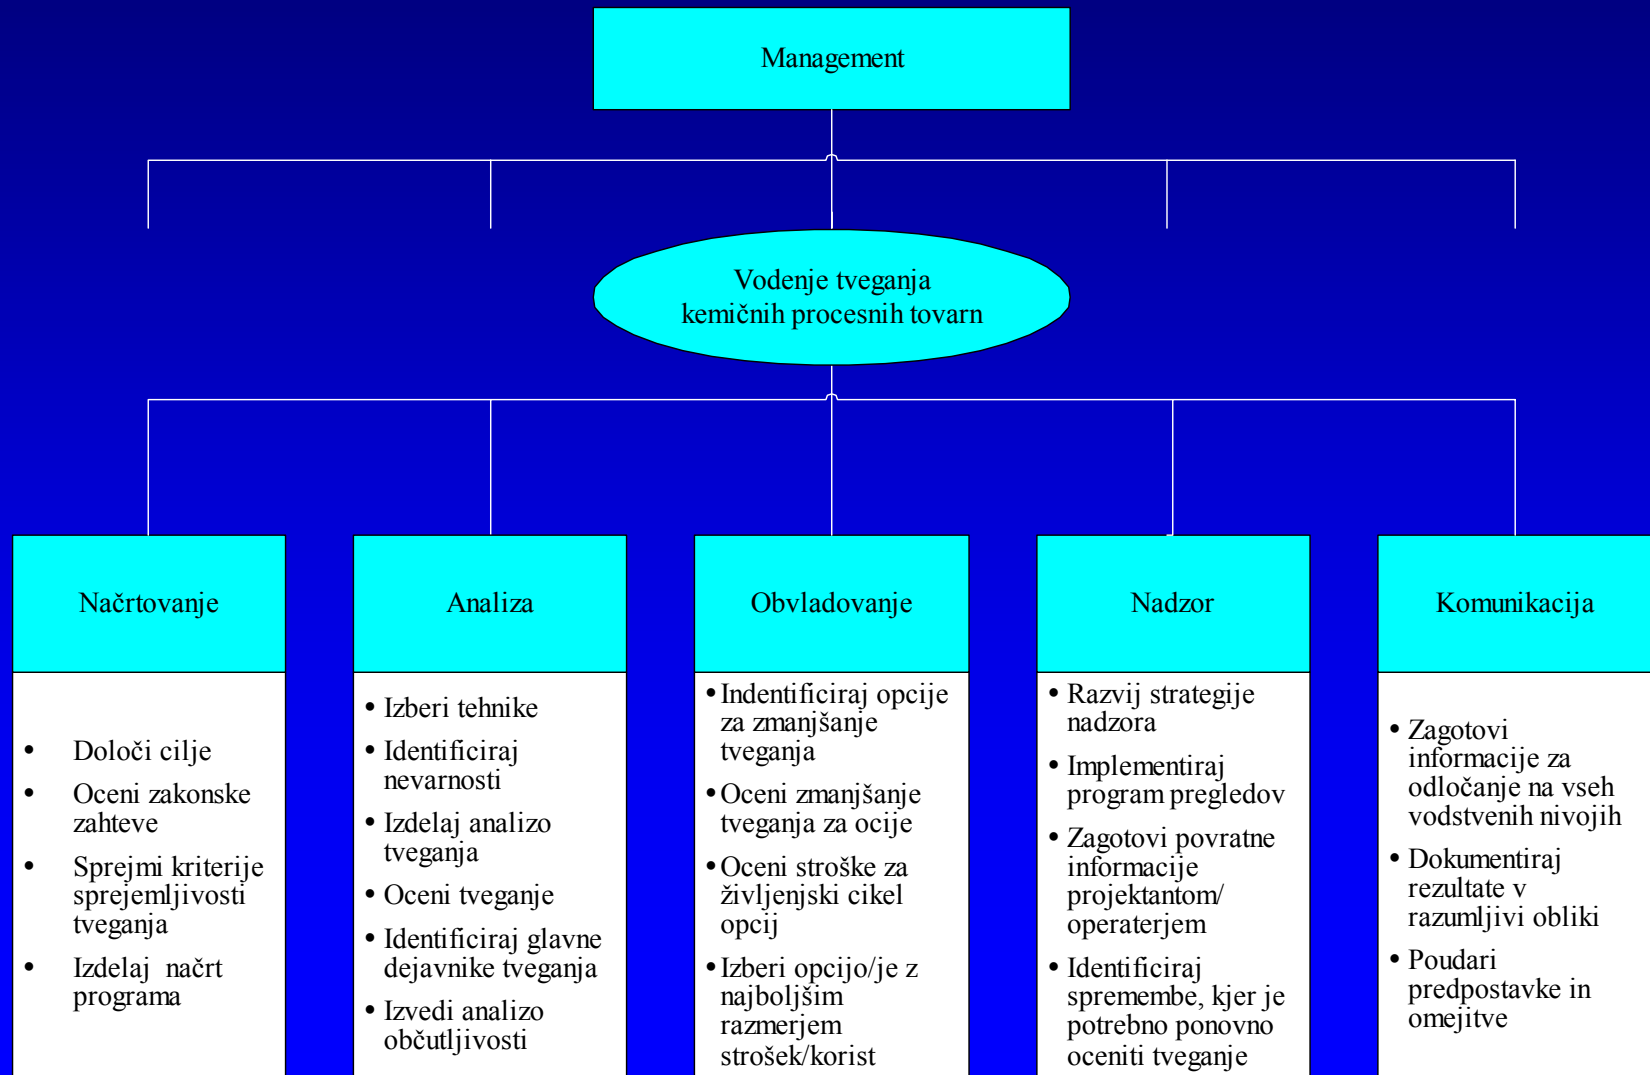 Management
Vodenje tveganja
kemičnih procesnih tovarn
Načrtovanje
• Določi cilje
• Oceni zakonske
zahteve
• Sprejmi kriterije
sprejemljivosti
tveganja
• Izdelaj načrt
programa
Analiza
• Izberi tehnike
• Identificiraj
nevarnosti
• Izdelaj analizo
tveganja
• Oceni tveganje
• Identificiraj glavne
dejavnike tveganja
• Izvedi analizo
občutljivosti
Obvladovanje
• Indentificiraj opcije
za zmanjšanje
tveganja
• Oceni zmanjšanje
tveganja za ocije
• Oceni stroške za
življenjski cikel
opcij
• Izberi opcijo/je z
najboljšim
razmerjem
strošek/korist
Nadzor
• Razvij strategije
nadzora
• Implementiraj
program pregledov
• Zagotovi povratne
informacije
projektantom/
operaterjem
• Identificiraj
spremembe, kjer je
potrebno ponovno
oceniti tveganje
Komunikacija
• Zagotovi
informacije za
odločanje na vseh
vodstvenih nivojih
• Dokumentiraj
rezultate v
razumljivi obliki
• Poudari
predpostavke in
omejitve